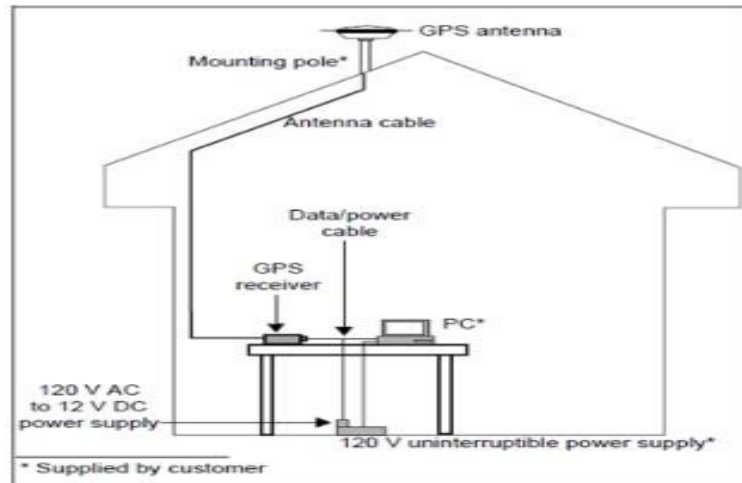 GPS antenna
Mounting pole*
Antenna cable
Data/power
cable
GPS
receiver
PC*
120 V AC
to 12 V DC
power supply
120 V uninterruptible power supply*
* Supplied by customer